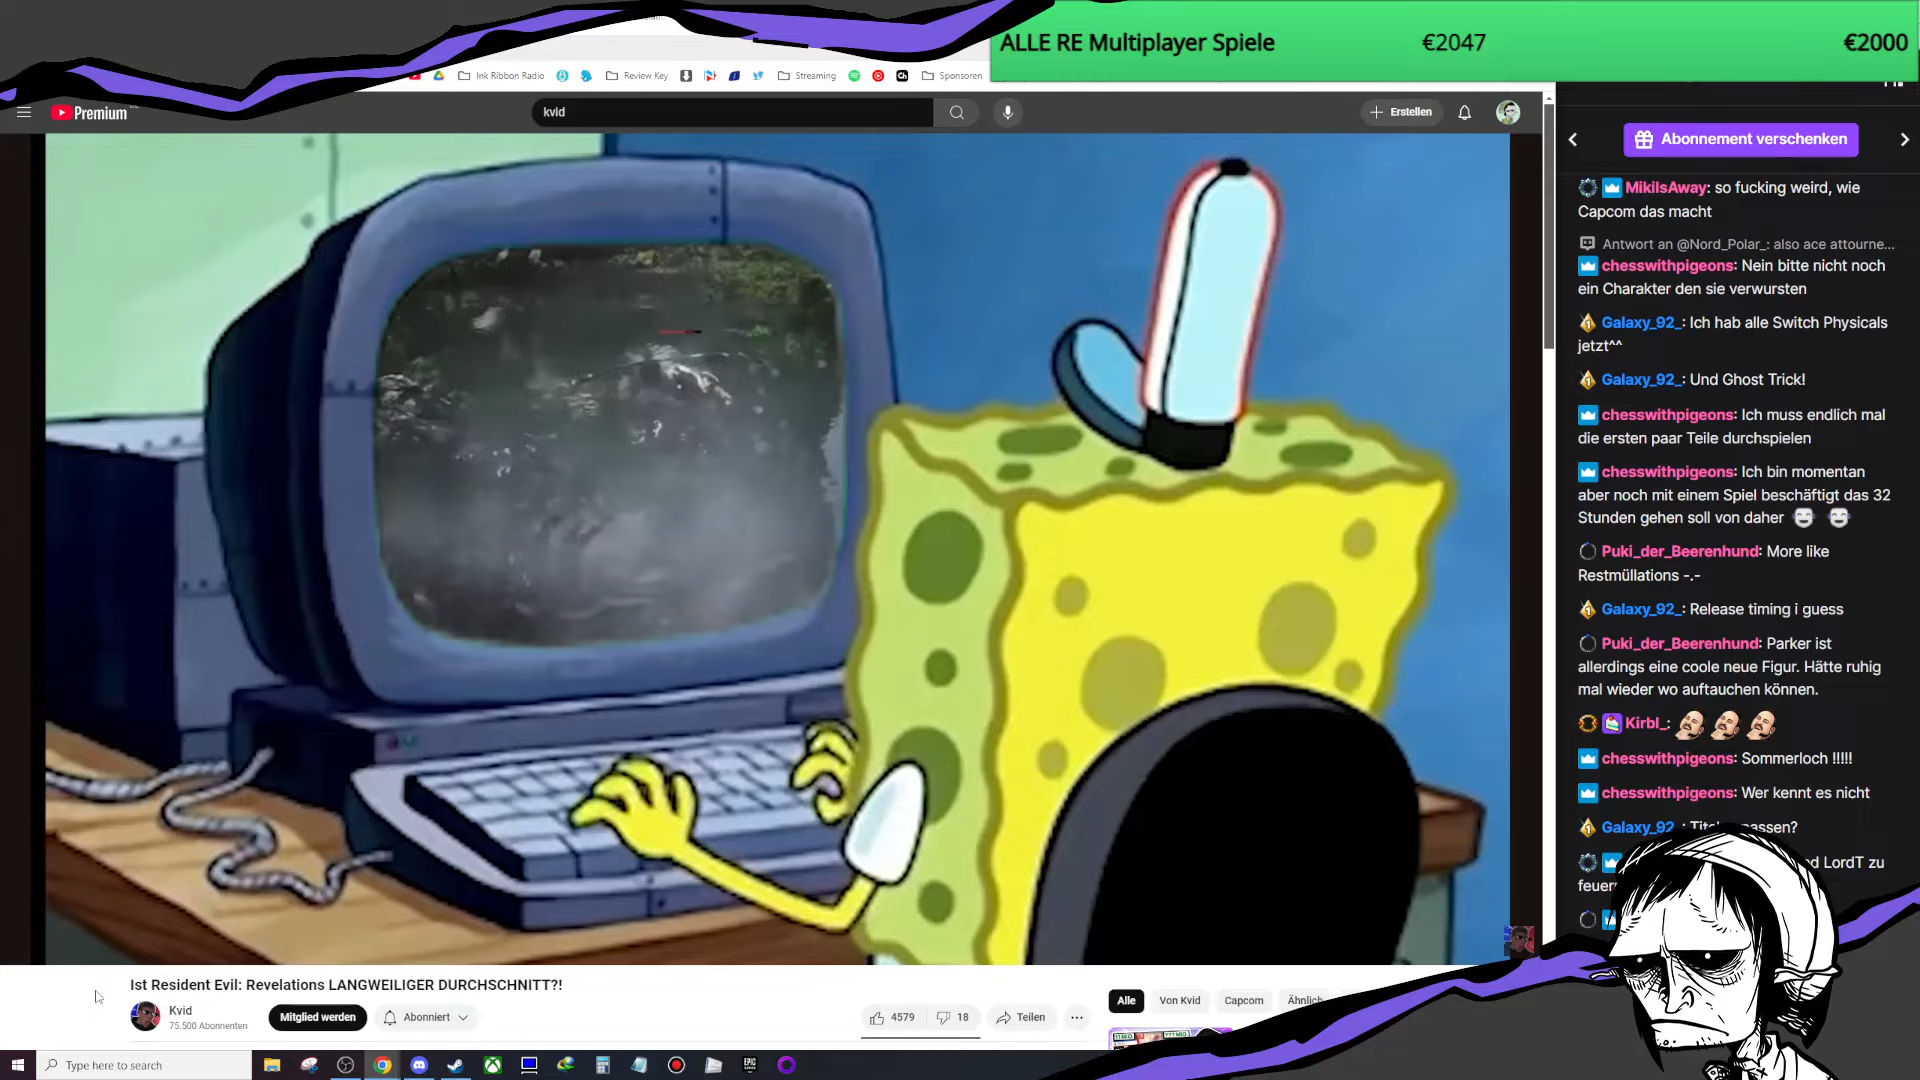 ALLE RE Multiplayer Spiele €2047 €2000
Ink Ribbon Radio Review Key Streaming Sponsoren
Premium kvid Erstellen
Abonnement verschenken
MikiIsAway: so fucking weird, wie
Capcom das macht
Antwort an @Nord_Polar_: also ace attourne...
chesswithpigeons: Nein bitte nicht noch
ein Charakter den sie verwursten
Galaxy_92_: Ich hab alle Switch Physicals
jetzt^^
Galaxy_92_: Und Ghost Trick!
chesswithpigeons: Ich muss endlich mal
die ersten paar Teile durchspielen
chesswithpigeons: Ich bin momentan
aber noch mit einem Spiel beschäftigt das 32
Stunden gehen soll von daher
Puki_der_Beerenhund: More like
Restmüllations -.-
Galaxy_92_: Release timing i guess
Puki_der_Beerenhund: Parker ist
allerdings eine coole neue Figur. Hätte ruhig
mal wieder wo auftauchen können.
Kirbl_:
chesswithpigeons: Sommerloch !!!!!
chesswithpigeons: Wer kennt es nicht
Galaxy_92_: passen?
LordT zu
feuer
Ist Resident Evil: Revelations LANGWEILIGER DURCHSCHNITT?!
Kvid
75.500 Abonnenten
Mitglied werden Abonniert 4579 18 Teilen
Alle Von Kvid Capcom Ähnlich
Type here to search